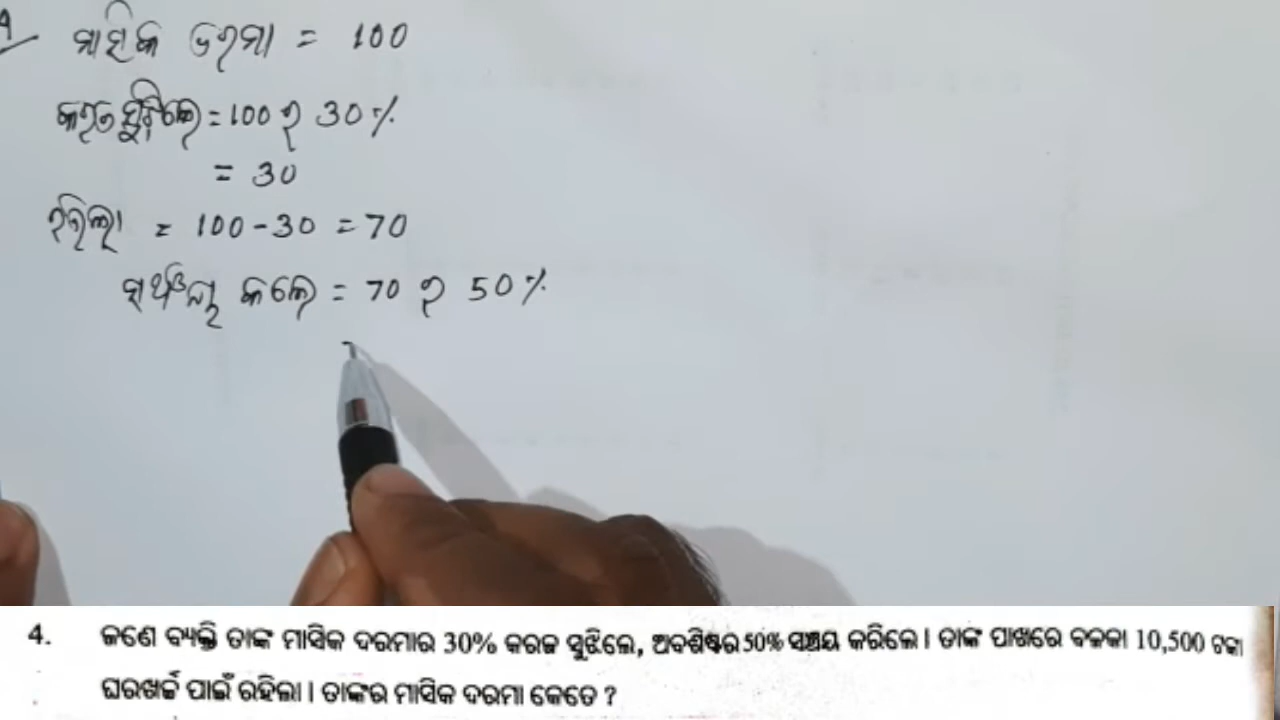 ମାସିକ ଦରମା = 100
କରଜ ସୁଝିଲେ = 100 ର 30%
= 30
ରହିଲା = 100 - 30 = 70
ସଞ୍ଚୟ କଲେ = 70 ର 50%
4. ଜଣେ ବ୍ୟକ୍ତି ତାଙ୍କ ମାସିକ ଦରମାର 30% କରଜ ସୁଝିଲେ, ଅବଶିଷ୍ଟର 50% ସଞ୍ଚୟ କରିଲେ। ତାଙ୍କ ପାଖରେ ବଳକା 10,500 ଟଙ୍କା
ଘରଖର୍ଚ୍ଚ ପାଇଁ ରହିଲା। ତାଙ୍କର ମାସିକ ଦରମା କେତେ ?